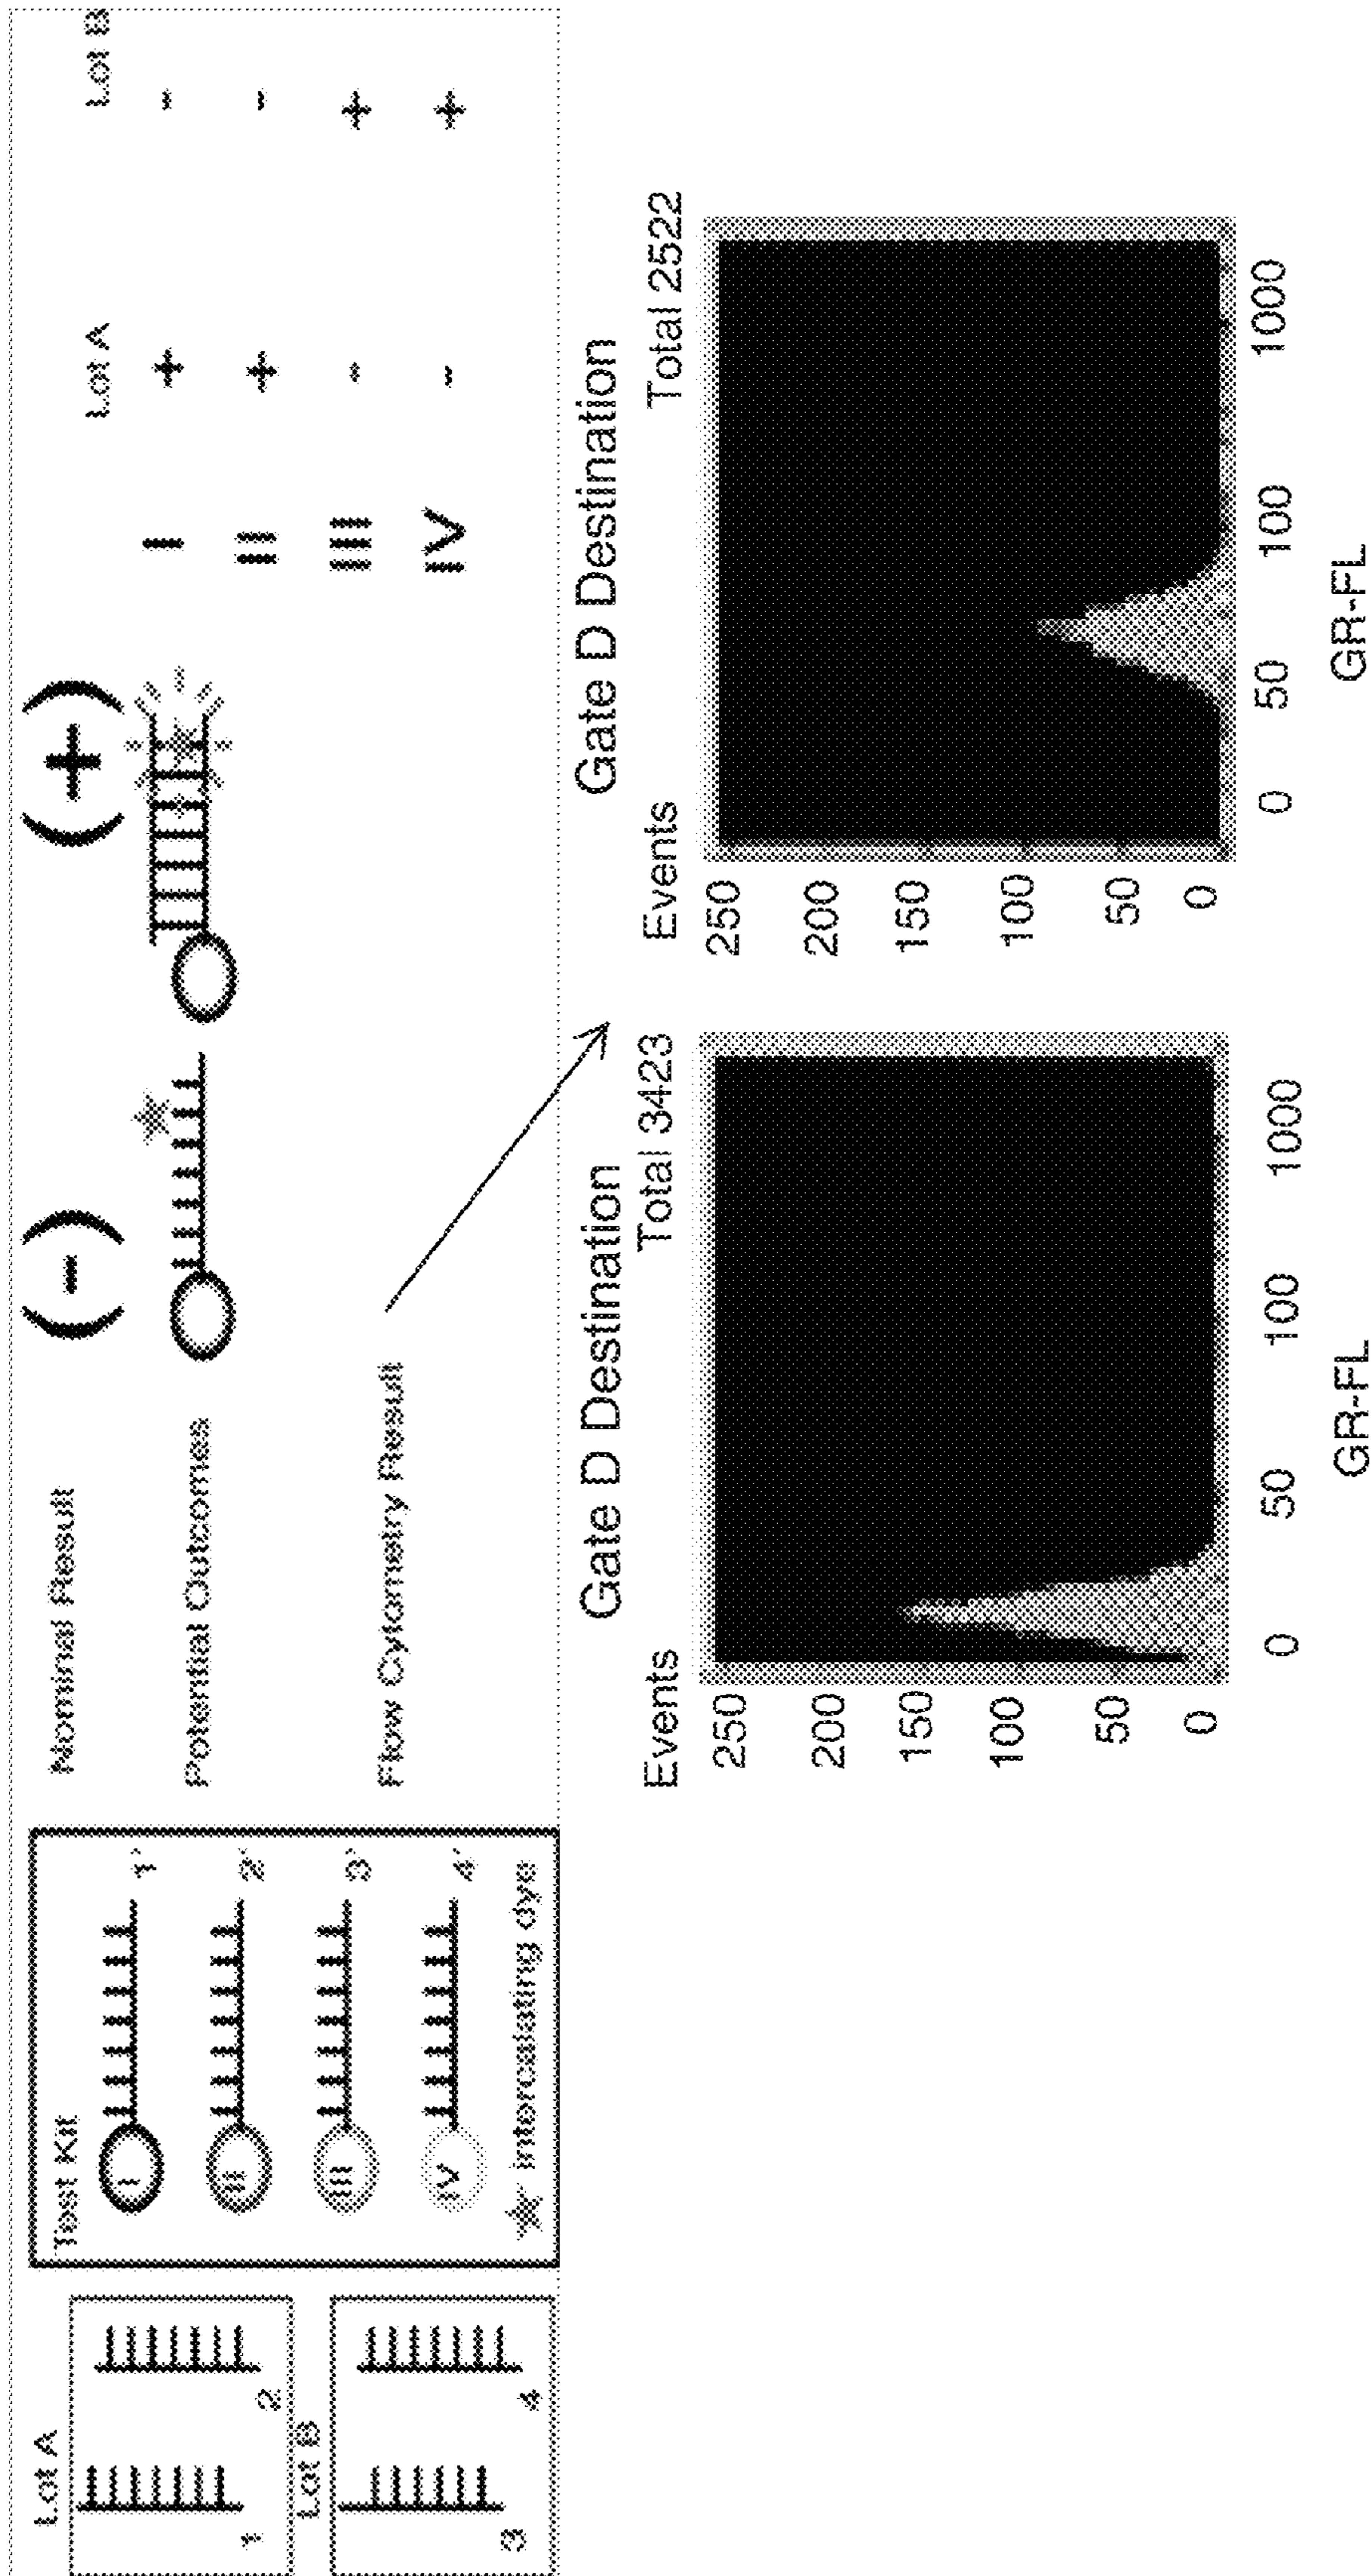 Lot A
1
2
Lot B
3
4
Test Kit
I
1'
II
2'
III
3'
IV
4'
intercalating dye
Nominal Result
(-)
(+)
Potential Outcomes
Flow Cytometry Result
Lot A Lot B
I + -
II + -
III - +
IV - +
Gate D Destination
Events
Total 3423
250
200
150
100
50
0
0 50 100 1000
GR-FL
Gate D Destination
Events
Total 2522
250
200
150
100
50
0
0 50 100 1000
GR-FL